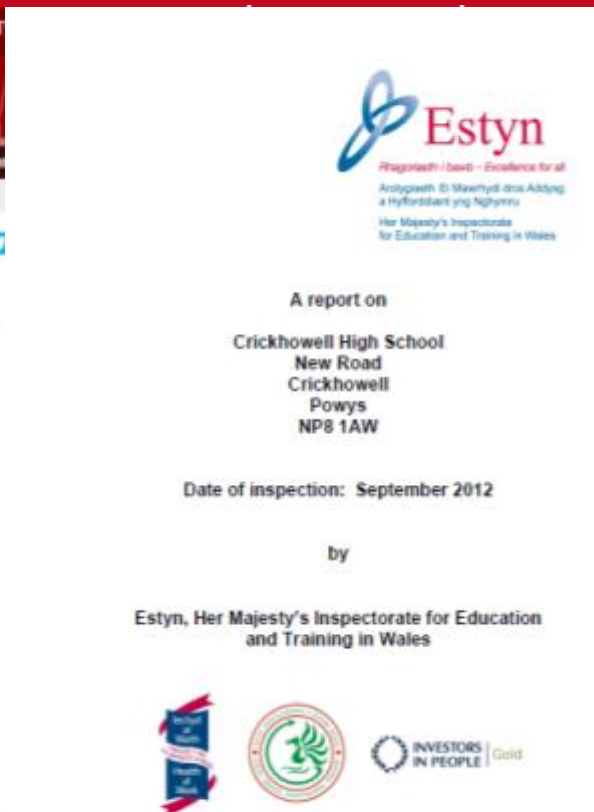 Estyn
Rhagoriaeth i bawb – Excellence for all
Arolygiaeth Ei Mawrhydi dros Addysg
a Hyfforddiant yng Nghymru
Her Majesty's Inspectorate
for Education and Training in Wales
A report on
Crickhowell High School
New Road
Crickhowell
Powys
NP8 1AW
Date of inspection: September 2012
by
Estyn, Her Majesty's Inspectorate for Education
and Training in Wales
INVESTORS
IN PEOPLE
Gold